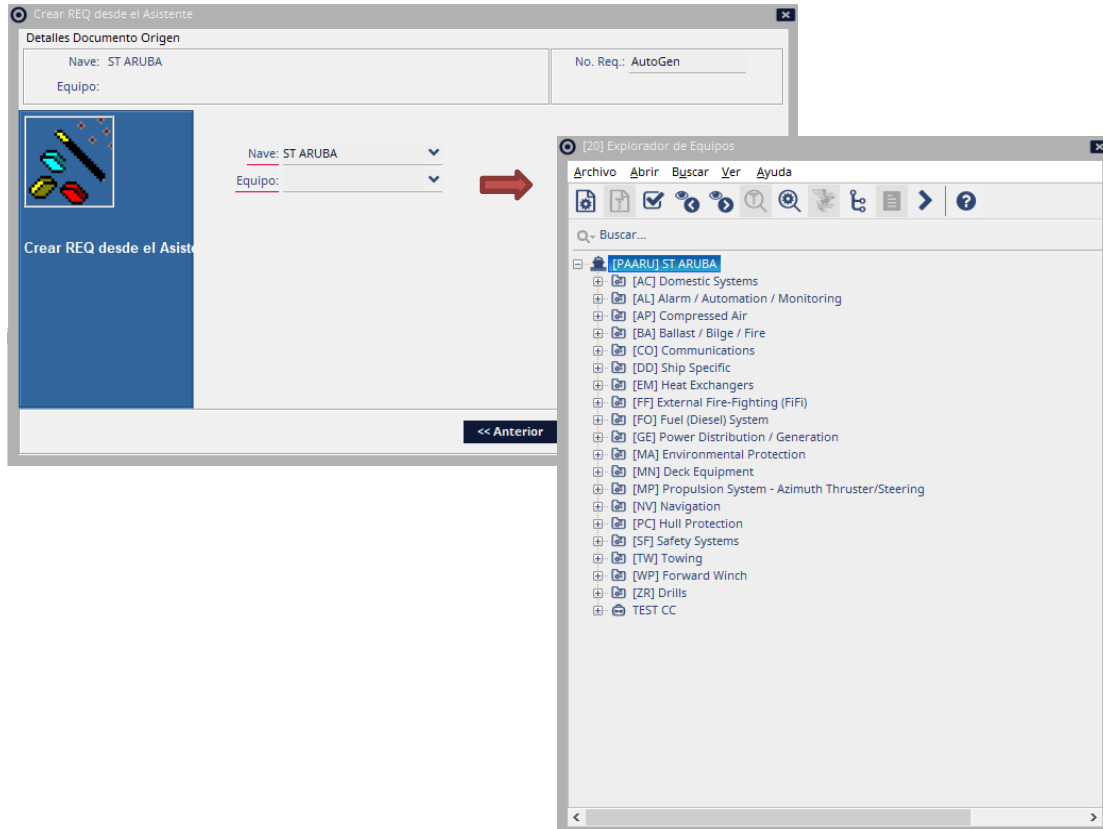 Crear REQ desde el Asistente
Detalles Documento Origen
Nave: ST ARUBA
No. Req.: AutoGen
Equipo:
Nave: ST ARUBA
Equipo:
Crear REQ desde el Asiste
<< Anterior
[20] Explorador de Equipos
Archivo Abrir Buscar Ver Ayuda
Buscar...
[PAARU] ST ARUBA
[AC] Domestic Systems
[AL] Alarm / Automation / Monitoring
[AP] Compressed Air
[BA] Ballast / Bilge / Fire
[CO] Communications
[DD] Ship Specific
[EM] Heat Exchangers
[FF] External Fire-Fighting (FiFi)
[FO] Fuel (Diesel) System
[GE] Power Distribution / Generation
[MA] Environmental Protection
[MN] Deck Equipment
[MP] Propulsion System - Azimuth Thruster/Steering
[NV] Navigation
[PC] Hull Protection
[SF] Safety Systems
[TW] Towing
[WP] Forward Winch
[ZR] Drills
TEST CC